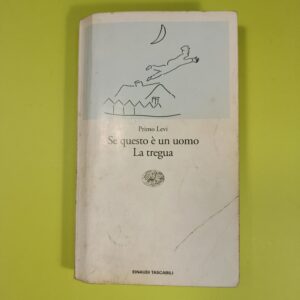 Primo Levi
Se questo è un uomo
La tregua
EINAUDI TASCABILI